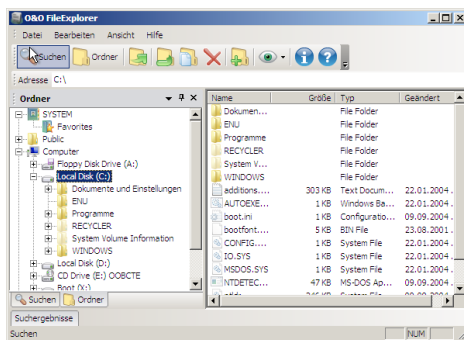 O&O FileExplorer
Datei Bearbeiten Ansicht Hilfe
Suchen Ordner
Adresse C:\
Ordner
SYSTEM
Favorites
Public
Computer
Floppy Disk Drive (A:)
Local Disk (C:)
Dokumente und Einstellungen
ENU
Programme
RECYCLER
System Volume Information
WINDOWS
Local Disk (D:)
CD Drive (E:) OOBCTE
Boot (X:)
Suchen Ordner
Name Größe Typ Geändert
Dokumen... File Folder
ENU File Folder
Programme File Folder
RECYCLER File Folder
System V... File Folder
WINDOWS File Folder
additions.... 303 KB Text Docum... 22.01.2004 .
AUTOEXE... 1 KB Windows Ba... 22.01.2004 .
boot.ini 1 KB Configuratio... 09.09.2004 .
bootfont.... 5 KB BIN File 23.08.2001 .
CONFIG.... 1 KB System File 22.01.2004 .
IO.SYS 1 KB System File 22.01.2004 .
MSDOS.SYS 1 KB System File 22.01.2004 .
NTDETEC... 47 KB MS-DOS Ap... 09.09.2004 .
Suchergebnisse
Suchen NUM